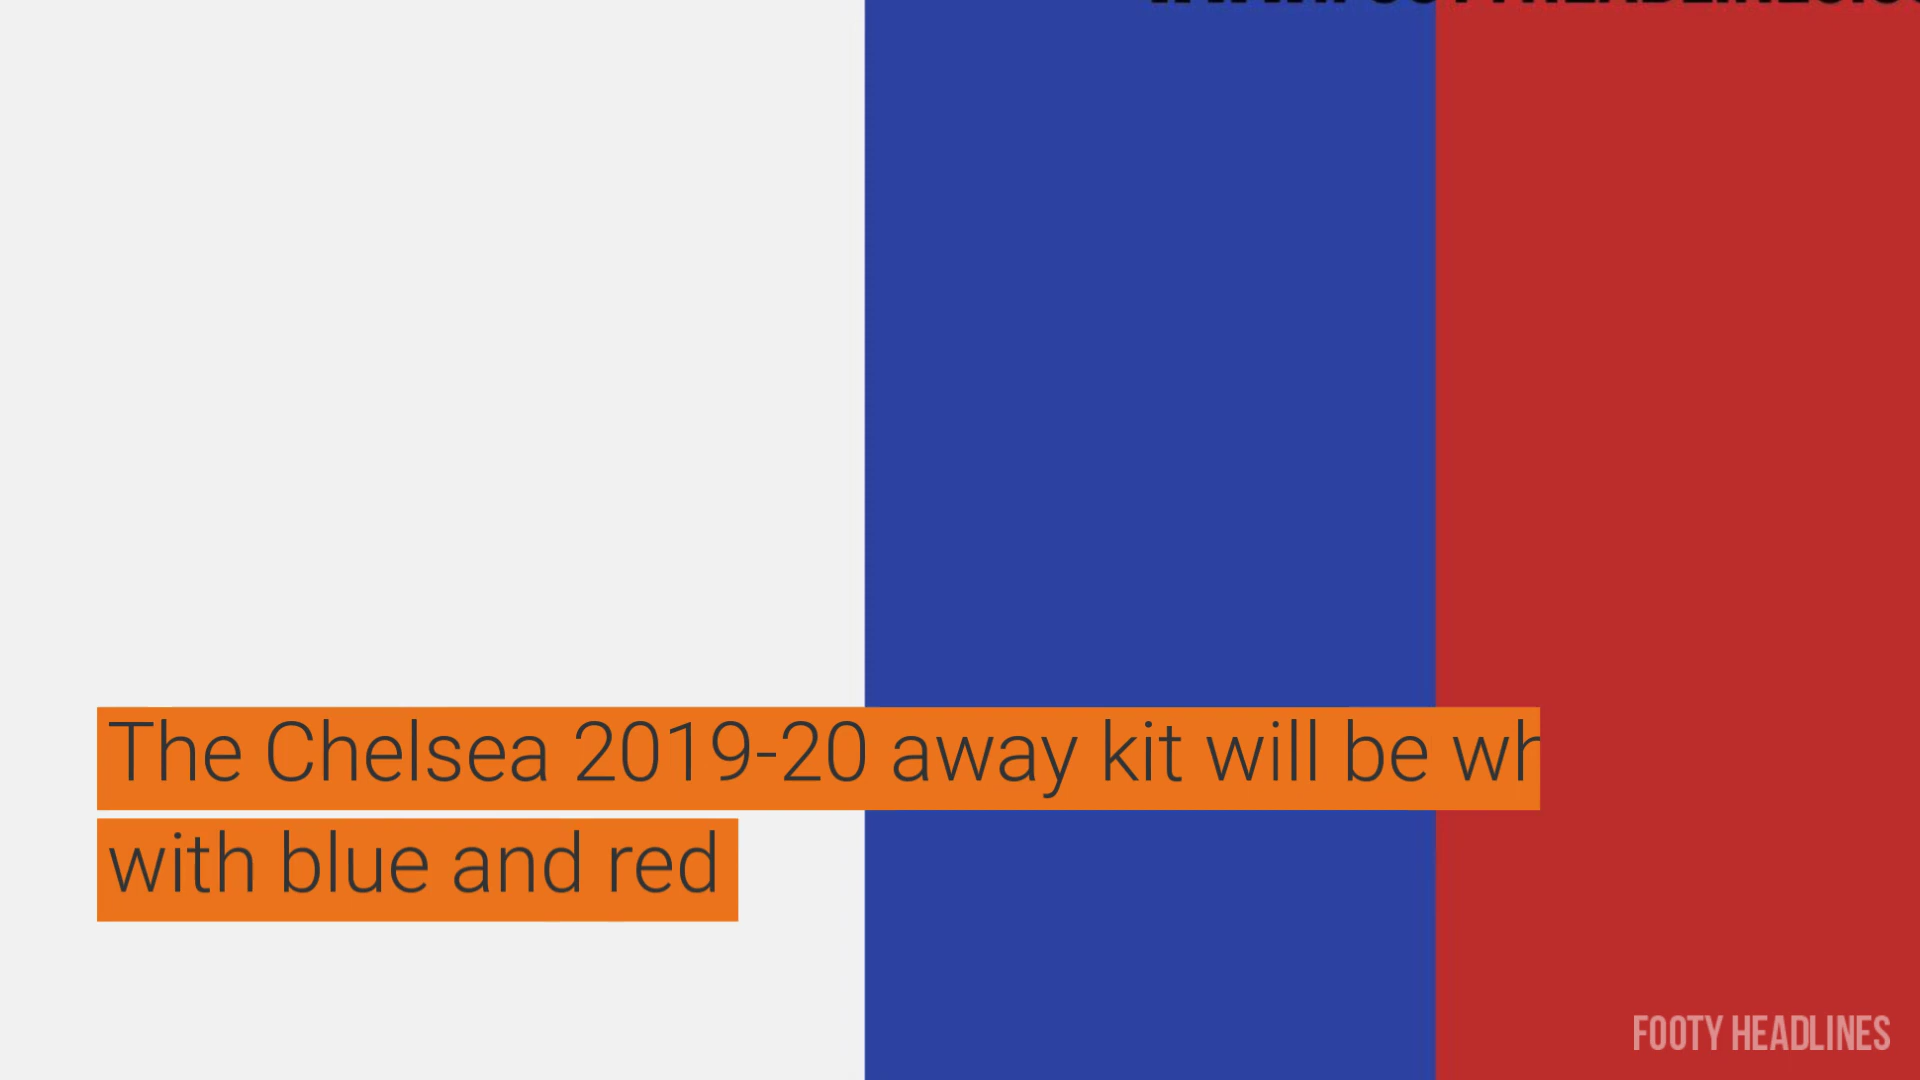 The Chelsea 2019-20 away kit will be wh
with blue and red
FOOTY HEADLINES